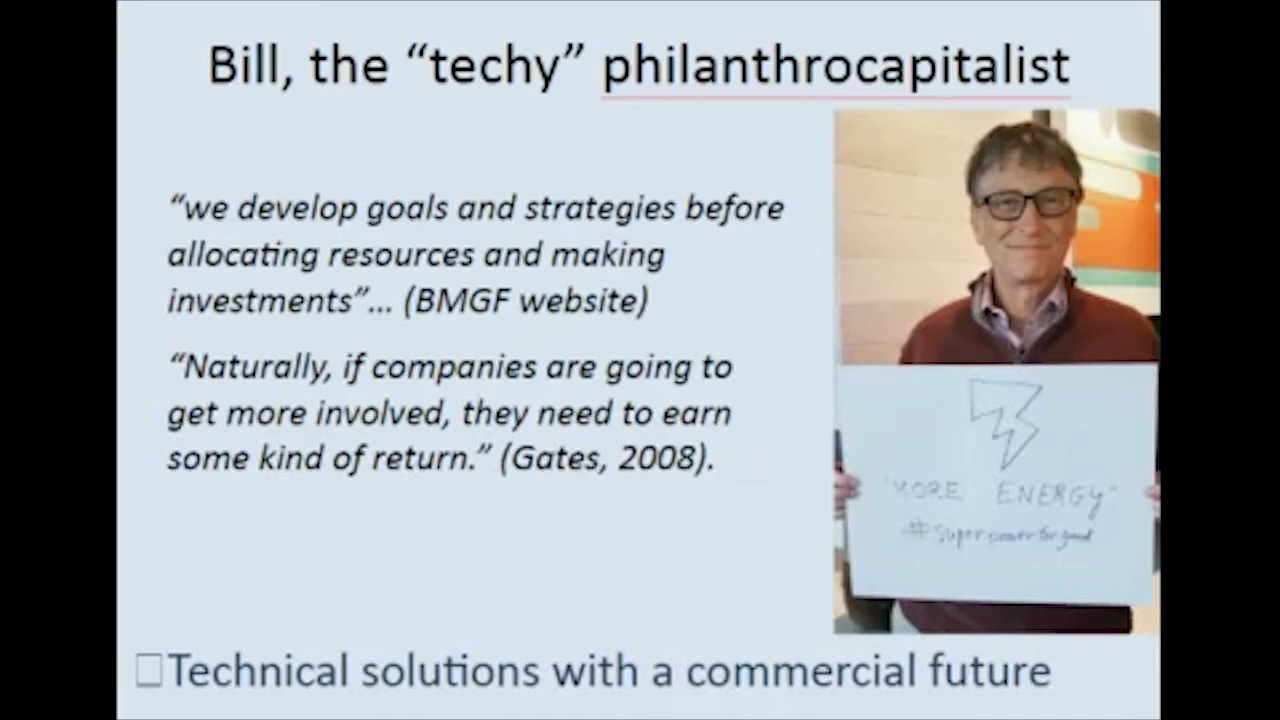 Bill, the “techy” philanthrocapitalist
“we develop goals and strategies before
allocating resources and making
investments”... (BMGF website)
“Naturally, if companies are going to
get more involved, they need to earn
some kind of return.” (Gates, 2008).
"MORE ENERGY"
#superpowerforgood
Technical solutions with a commercial future